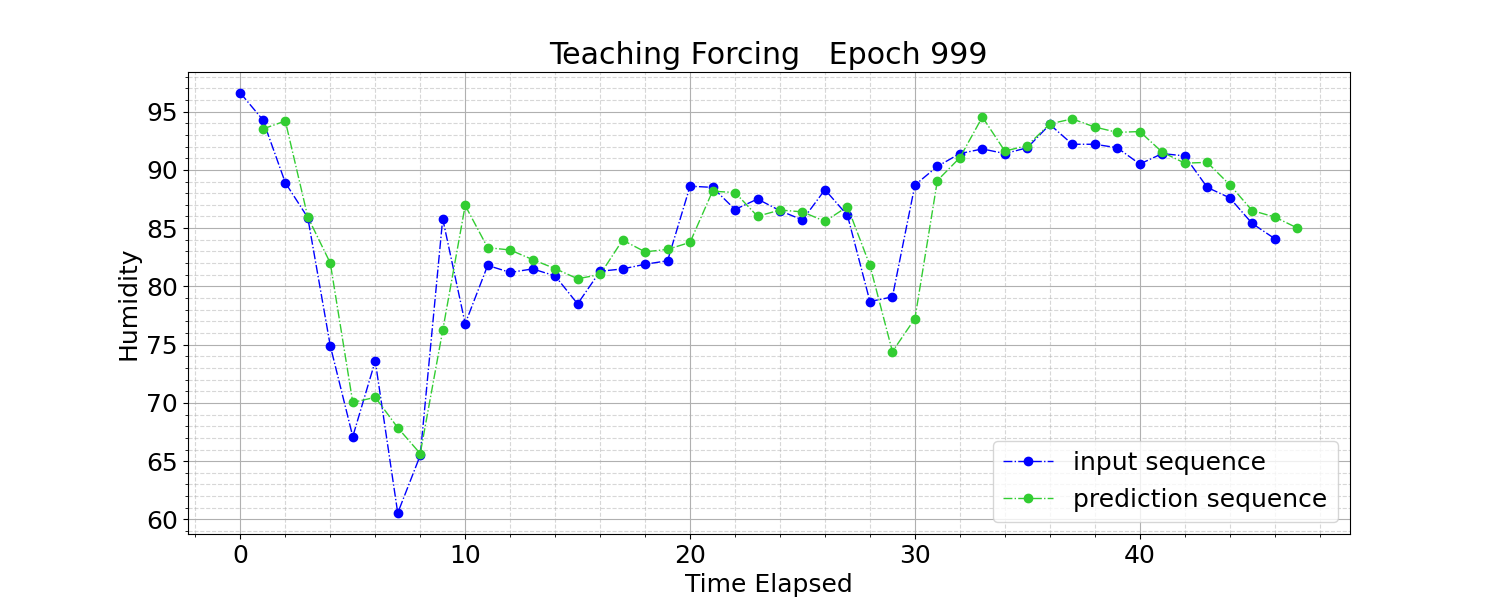 Teaching Forcing   Epoch 999
Humidity
95
90
85
80
75
70
65
60
input sequence
prediction sequence
0 10 20 30 40
Time Elapsed